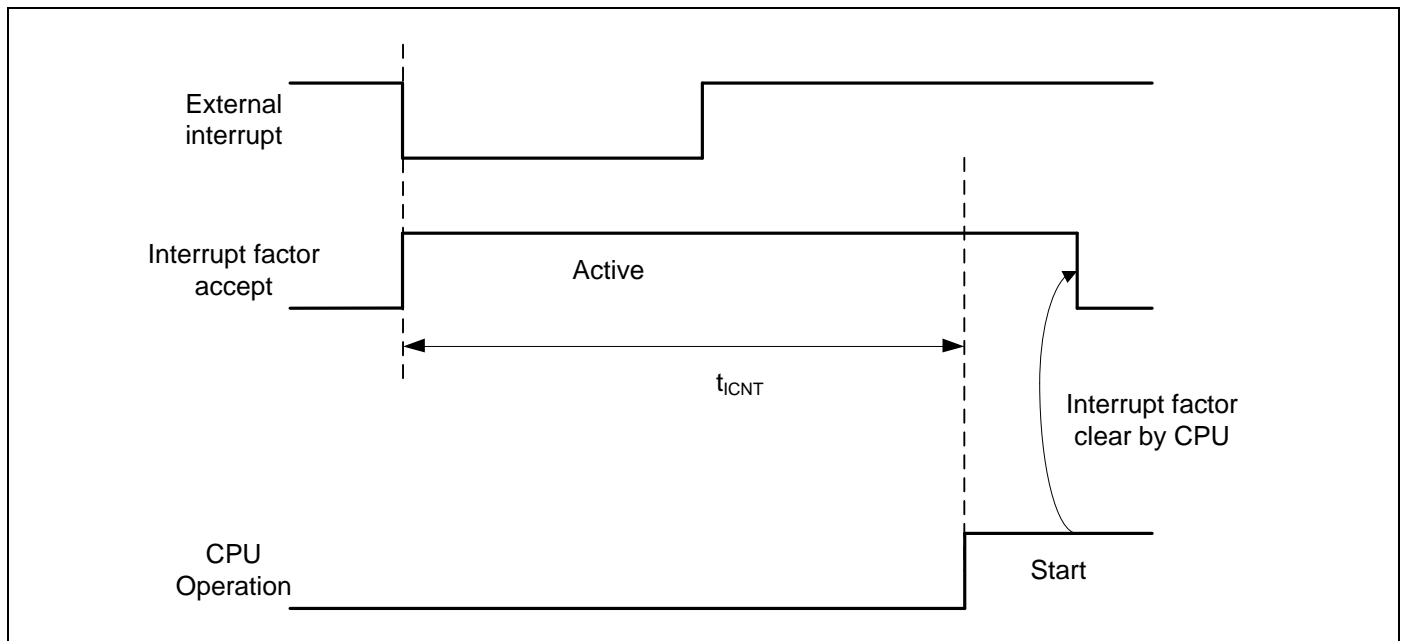 External
interrupt
Interrupt factor
accept
Active
tICNT
Interrupt factor
clear by CPU
CPU
Operation
Start